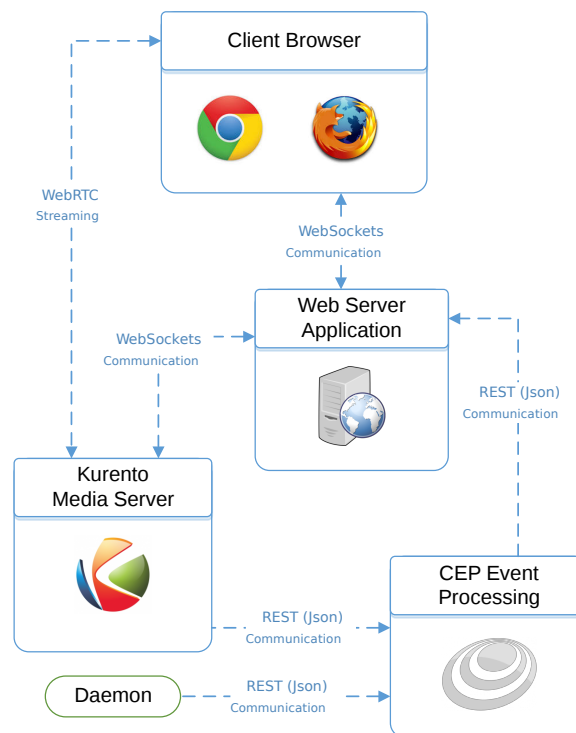 Client Browser
WebRTC
Streaming
WebSockets
Communication
Web Server
Application
WebSockets
Communication
REST (Json)
Communication
Kurento
Media Server
CEP Event
Processing
REST (Json)
Communication
Daemon
REST (Json)
Communication